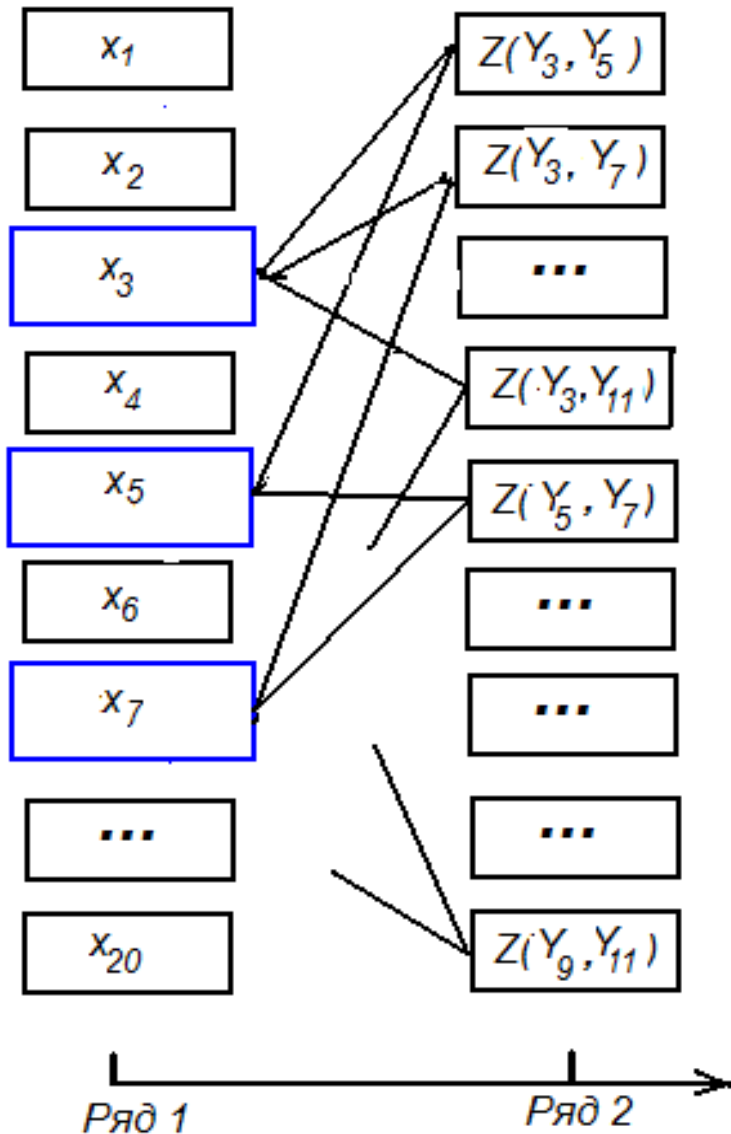 x₁
x₂
x₃
x₄
x₅
x₆
x₇
...
x₂₀
Z(Y₃, Y₅)
Z(Y₃, Y₇)
...
Z(Y₃,Y₁₁)
Z(Y₅, Y₇)
...
...
...
Z(Y₉,Y₁₁)
Ряд 1
Ряд 2